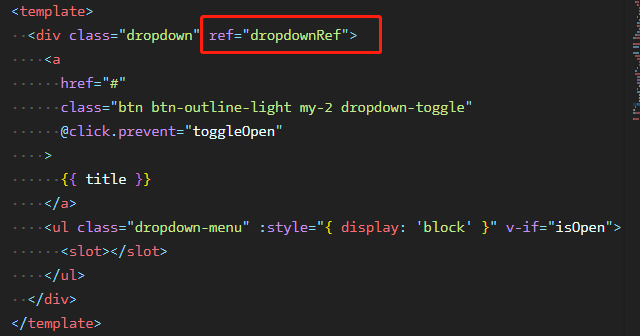 <template>
<div class="dropdown" ref="dropdownRef">
<a
href="#"
class="btn btn-outline-light my-2 dropdown-toggle"
@click.prevent="toggleOpen"
>
{{ title }}
</a>
<ul class="dropdown-menu" :style="{ display: 'block' }" v-if="isOpen">
<slot></slot>
</ul>
</div>
</template>